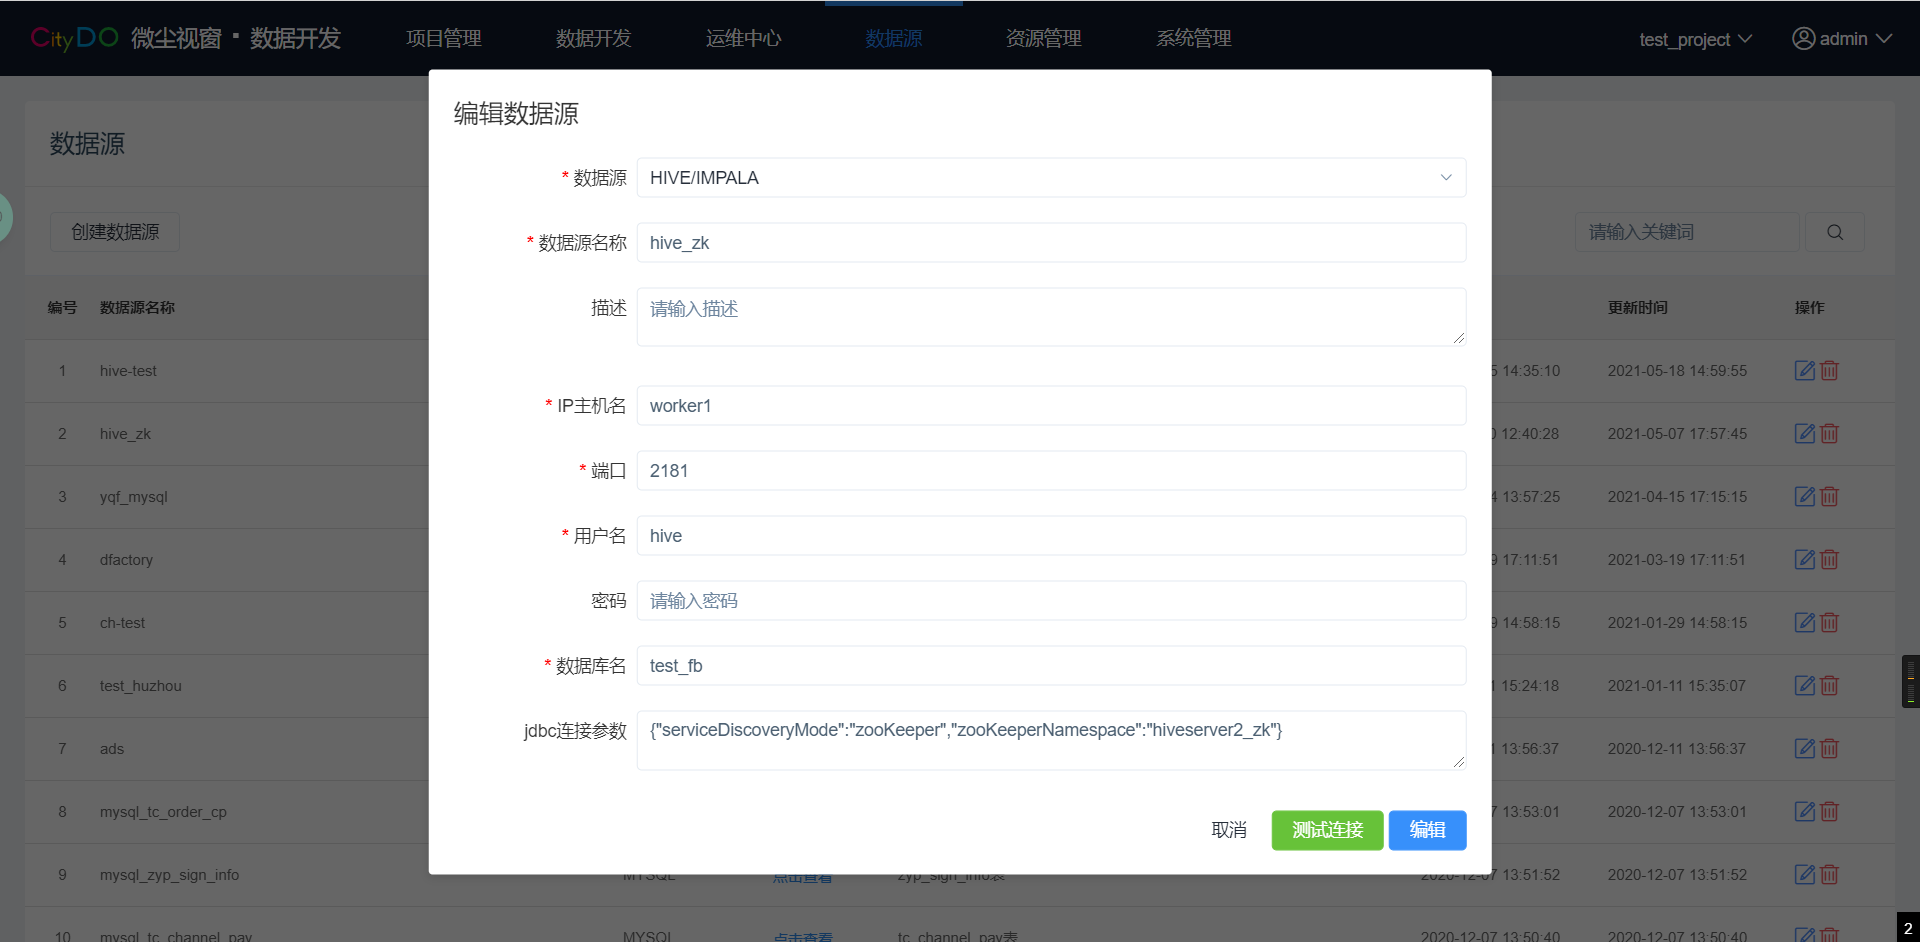 CityDO 微尘视窗·数据开发 项目管理 数据开发 运维中心 数据源 资源管理 系统管理 test_project admin
编辑数据源
* 数据源 HIVE/IMPALA
* 数据源名称 hive_zk
描述 请输入描述
* IP主机名 worker1
* 端口 2181
* 用户名 hive
密码 请输入密码
* 数据库名 test_fb
jdbc连接参数 {"serviceDiscoveryMode":"zooKeeper","zooKeeperNamespace":"hiveserver2_zk"}
取消 测试连接 编辑
数据源
创建数据源 请输入关键词
编号 数据源名称 更新时间 操作
1 hive-test 14:35:10 2021-05-18 14:59:55
2 hive_zk 12:40:28 2021-05-07 17:57:45
3 yqf_mysql 13:57:25 2021-04-15 17:15:15
4 dfactory 17:11:51 2021-03-19 17:11:51
5 ch-test 14:58:15 2021-01-29 14:58:15
6 test_huzhou 15:24:18 2021-01-11 15:35:07
7 ads 13:56:37 2020-12-11 13:56:37
8 mysql_tc_order_cp 13:53:01 2020-12-07 13:53:01
9 mysql_zyp_sign_info MYSQL 点击查看 zyp_sign_info表 2020-12-07 13:51:52 2020-12-07 13:51:52
10 mysql_tc_channel_pay MYSQL 点击查看 tc_channel_pay表 2020-12-07 13:50:40 2020-12-07 13:50:40
2